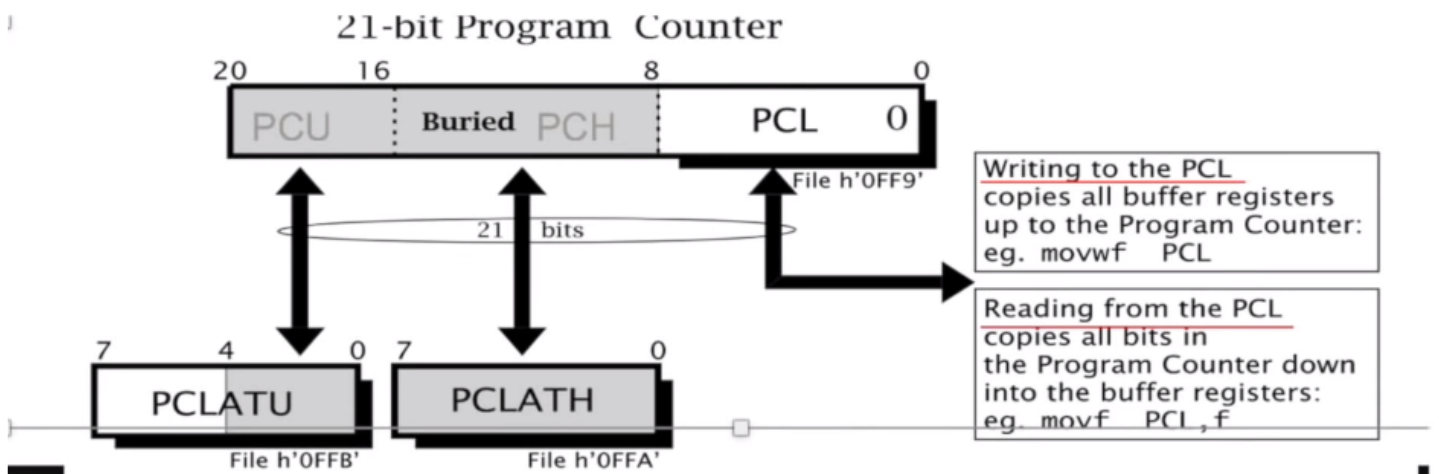 21-bit Program Counter
20 16 8 0
PCU Buried PCH PCL 0
File h'0FF9'
21 bits
Writing to the PCL
copies all buffer registers
up to the Program Counter:
eg. movwf PCL
Reading from the PCL
copies all bits in
the Program Counter down
into the buffer registers:
eg. movf PCL,f
7 4 0 7 0
PCLATU PCLATH
File h'0FFB' File h'0FFA'